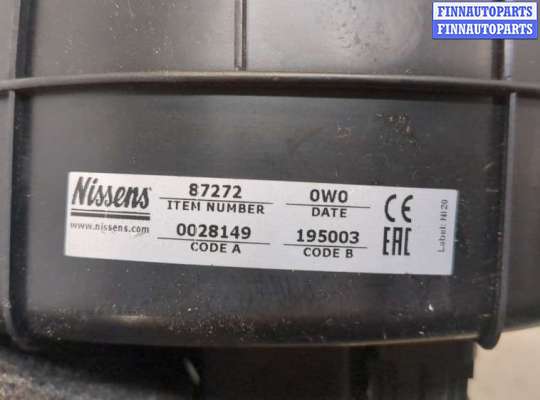 FINNAUTOPARTS
FINNAUTOPARTS
Nissens®
www.nissens.com
87272
ITEM NUMBER
0028149
CODE A
0W0
DATE
195003
CODE B
CE
EAC
Label: NI 20